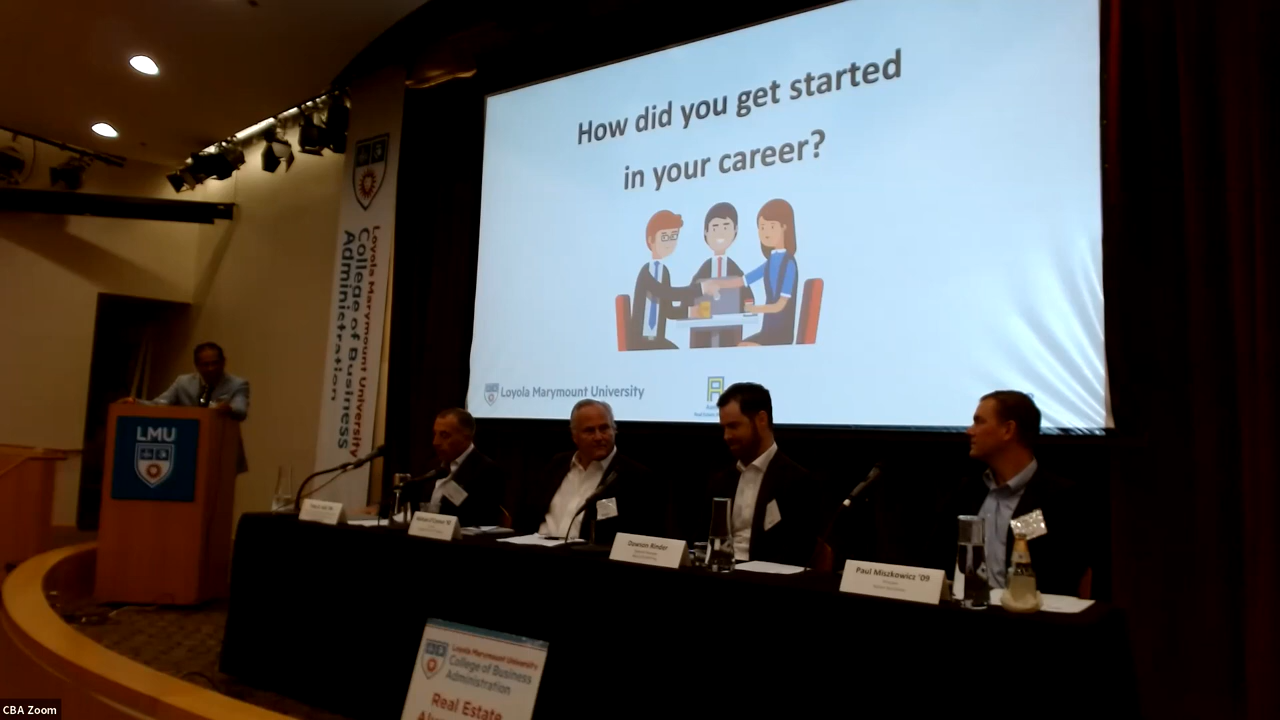 How did you get started
in your career?
Loyola Marymount University
Loyola Marymount University
College of Business
Administration
LMU
Dawson Rinder
Paul Miszkowicz '09
Loyola Marymount University
College of Business
Administration
Real Estate
CBA Zoom